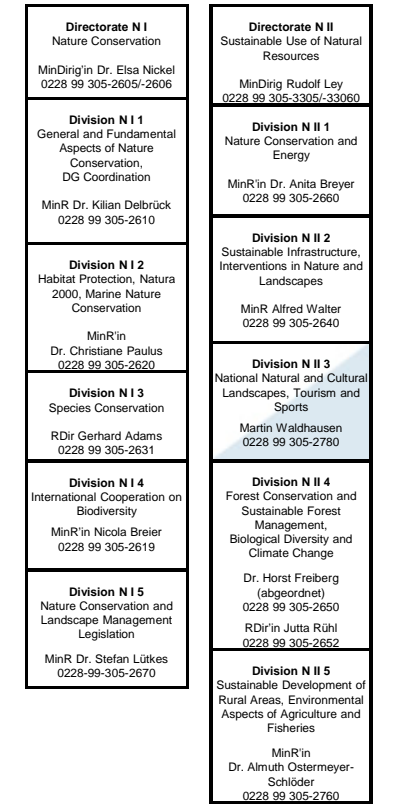 Directorate N I
Nature Conservation
MinDirig'in Dr. Elsa Nickel
0228 99 305-2605/-2606
Division N I 1
General and Fundamental
Aspects of Nature
Conservation,
DG Coordination
MinR Dr. Kilian Delbrück
0228 99 305-2610
Division N I 2
Habitat Protection, Natura
2000, Marine Nature
Conservation
MinR'in
Dr. Christiane Paulus
0228 99 305-2620
Division N I 3
Species Conservation
RDir Gerhard Adams
0228 99 305-2631
Division N I 4
International Cooperation on
Biodiversity
MinR'in Nicola Breier
0228 99 305-2619
Division N I 5
Nature Conservation and
Landscape Management
Legislation
MinR Dr. Stefan Lütkes
0228-99-305-2670
Directorate N II
Sustainable Use of Natural
Resources
MinDirig Rudolf Ley
0228 99 305-3305/-33060
Division N II 1
Nature Conservation and
Energy
MinR'in Dr. Anita Breyer
0228 99 305-2660
Division N II 2
Sustainable Infrastructure,
Interventions in Nature and
Landscapes
MinR Alfred Walter
0228 99 305-2640
Division N II 3
National Natural and Cultural
Landscapes, Tourism and
Sports
Martin Waldhausen
0228 99 305-2780
Division N II 4
Forest Conservation and
Sustainable Forest
Management,
Biological Diversity and
Climate Change
Dr. Horst Freiberg
(abgeordnet)
0228 99 305-2650
RDir'in Jutta Rühl
0228 99 305-2652
Division N II 5
Sustainable Development of
Rural Areas, Environmental
Aspects of Agriculture and
Fisheries
MinR'in
Dr. Almuth Ostermeyer-
Schlöder
0228 99 305-2760